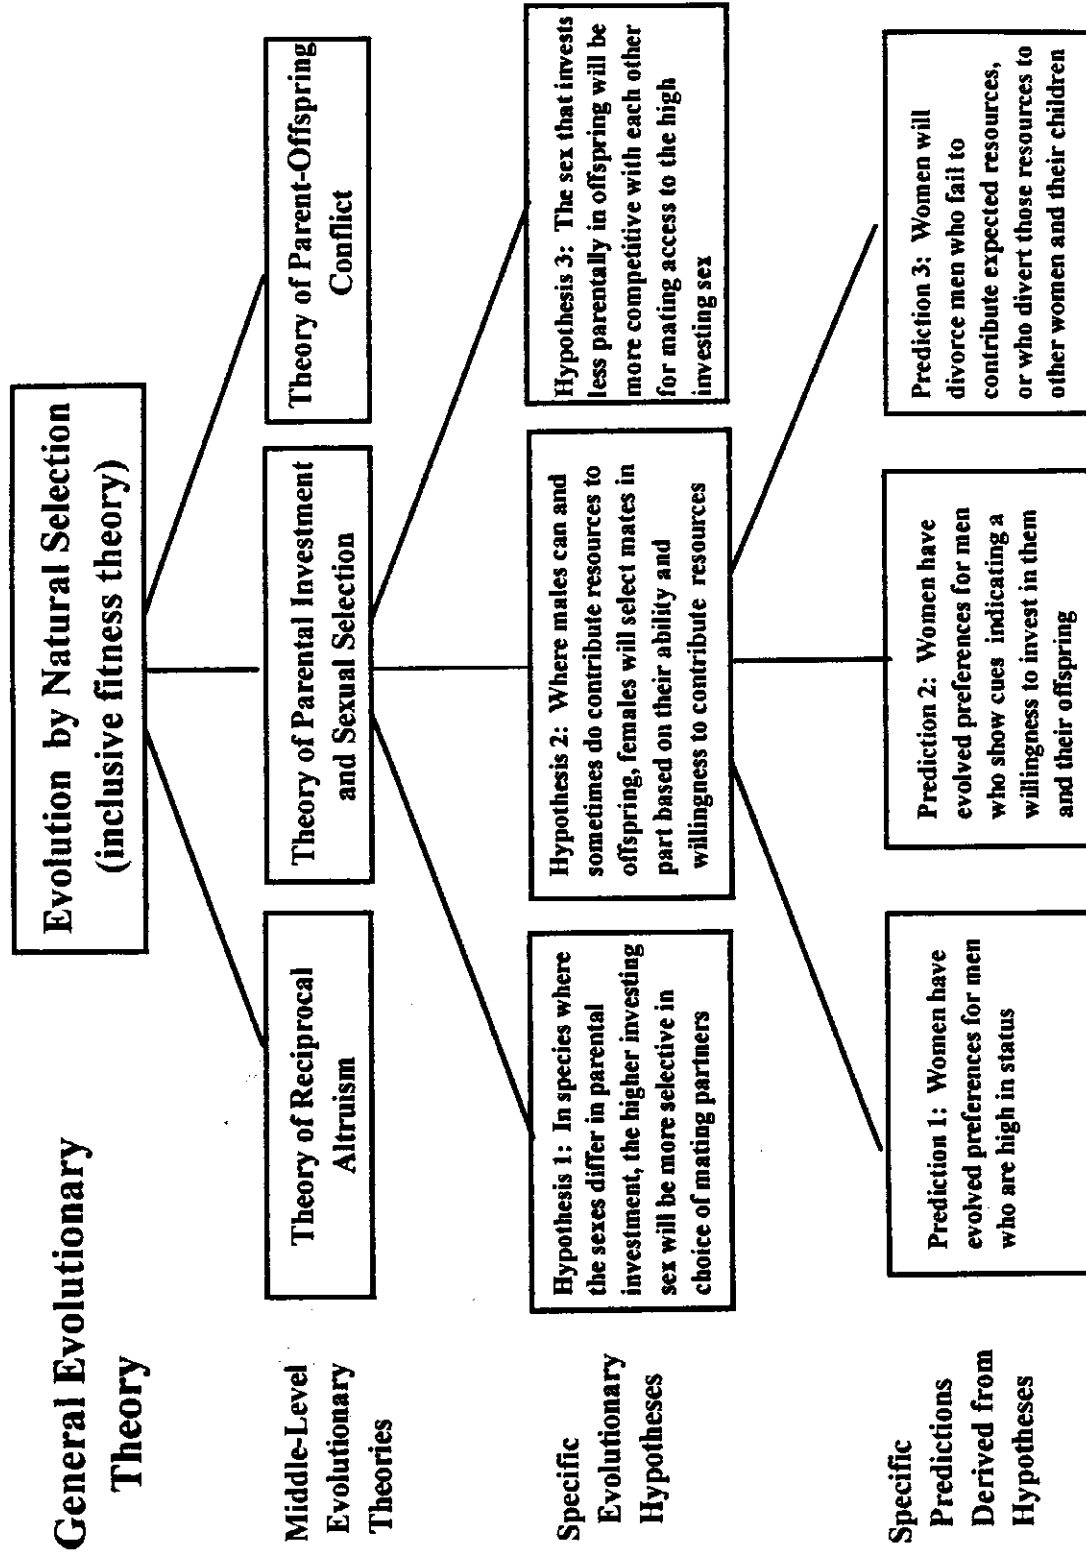 General Evolutionary
Theory
Evolution by Natural Selection
(inclusive fitness theory)
Middle-Level
Evolutionary
Theories
Theory of Reciprocal
Altruism
Theory of Parental Investment
and Sexual Selection
Theory of Parent-Offspring
Conflict
Specific
Evolutionary
Hypotheses
Hypothesis 1: In species where
the sexes differ in parental
investment, the higher investing
sex will be more selective in
choice of mating partners
Hypothesis 2: Where males can and
sometimes do contribute resources to
offspring, females will select mates in
part based on their ability and
willingness to contribute resources
Hypothesis 3: The sex that invests
less parentally in offspring will be
more competitive with each other
for mating access to the high
investing sex
Specific
Predictions
Derived from
Hypotheses
Prediction 1: Women have
evolved preferences for men
who are high in status
Prediction 2: Women have
evolved preferences for men
who show cues indicating a
willingness to invest in them
and their offspring
Prediction 3: Women will
divorce men who fail to
contribute expected resources,
or who divert those resources to
other women and their children